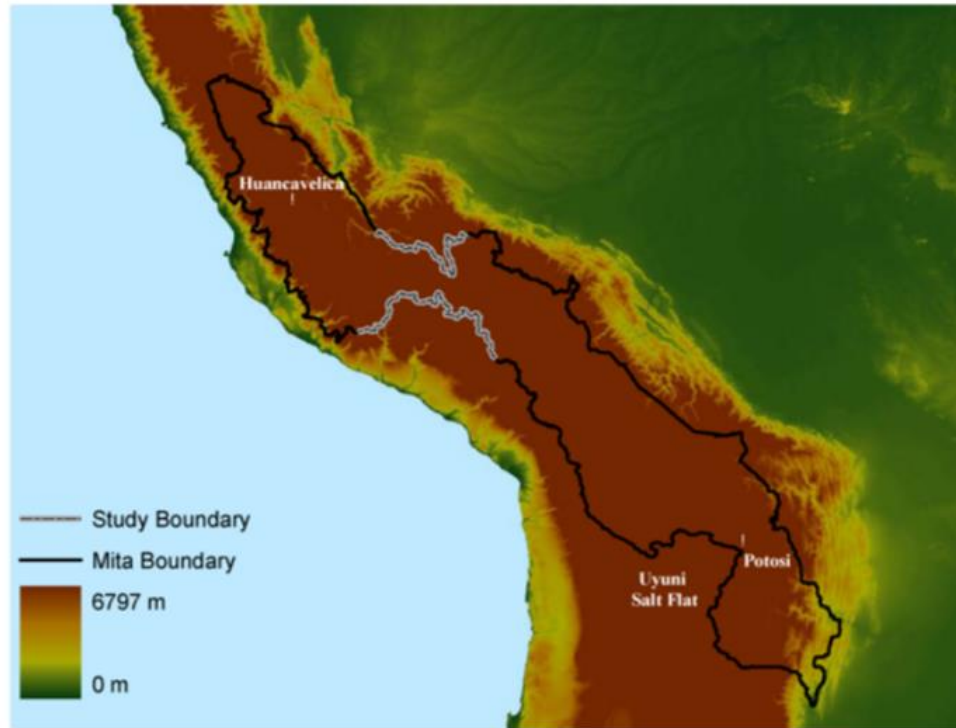 Huancavelica
Study Boundary
Mita Boundary
6797 m
0 m
Potosi
Uyuni
Salt Flat